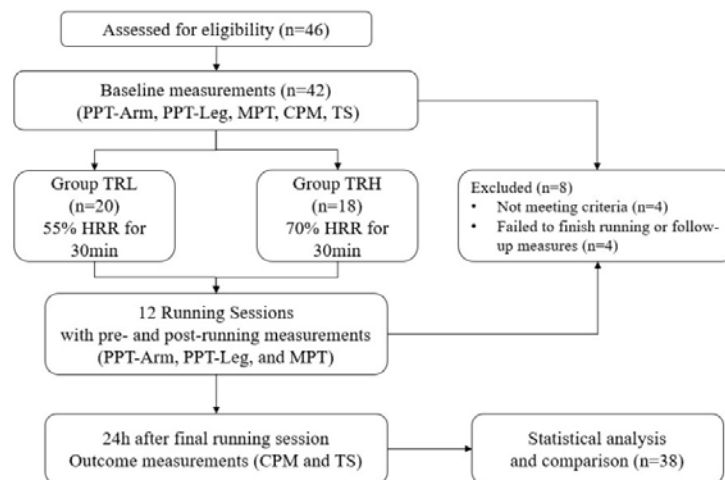 Assessed for eligibility (n=46)
Baseline measurements (n=42)
(PPT-Arm, PPT-Leg, MPT, CPM, TS)
Group TRL
(n=20)
55% HRR for
30min
Group TRH
(n=18)
70% HRR for
30min
Excluded (n=8)
• Not meeting criteria (n=4)
• Failed to finish running or follow-
up measures (n=4)
12 Running Sessions
with pre- and post-running measurements
(PPT-Arm, PPT-Leg, and MPT)
24h after final running session
Outcome measurements (CPM and TS)
Statistical analysis
and comparison (n=38)